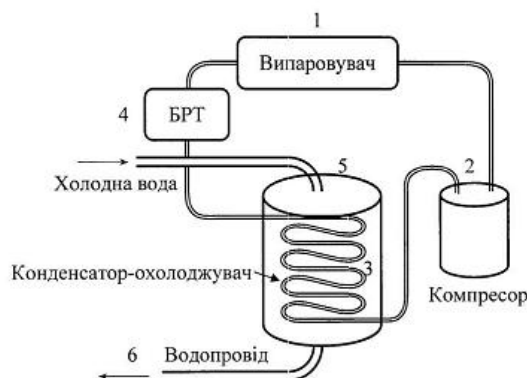 1
Випаровувач
4
БРТ
Холодна вода
5
2
3
Конденсатор-охолоджувач
Компресор
6
Водопровід